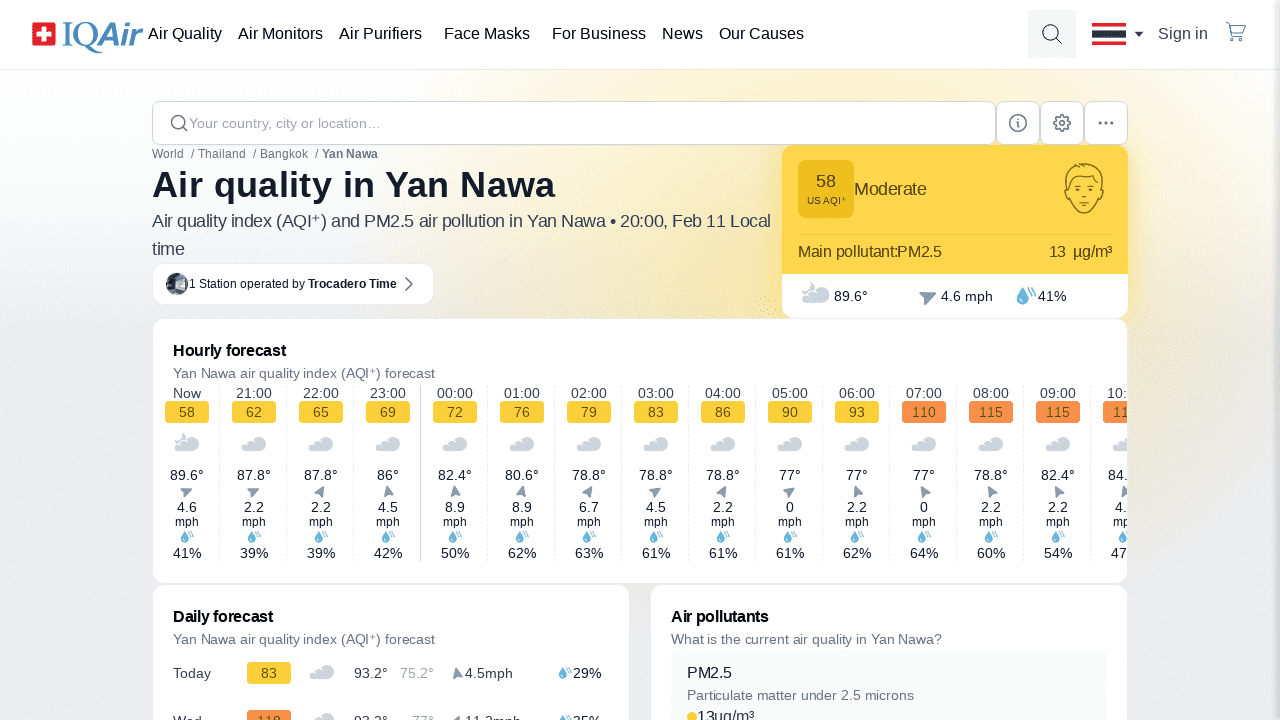 IQAir Air Quality Air Monitors Air Purifiers Face Masks For Business News Our Causes Sign in
Your country, city or location...
World / Thailand / Bangkok / Yan Nawa
Air quality in Yan Nawa
Air quality index (AQI⁺) and PM2.5 air pollution in Yan Nawa • 20:00, Feb 11 Local
time
1 Station operated by Trocadero Time
58
US AQI⁺
Moderate
Main pollutant:PM2.5 13 µg/m³
89.6° 4.6 mph 41%
Hourly forecast
Yan Nawa air quality index (AQI⁺) forecast
Now 21:00 22:00 23:00 00:00 01:00 02:00 03:00 04:00 05:00 06:00 07:00 08:00 09:00
58 62 65 69 72 76 79 83 86 90 93 110 115 115
89.6° 87.8° 87.8° 86° 82.4° 80.6° 78.8° 78.8° 78.8° 77° 77° 77° 78.8° 82.4°
4.6 2.2 2.2 4.5 8.9 8.9 6.7 4.5 2.2 0 2.2 0 2.2 2.2
mph mph mph mph mph mph mph mph mph mph mph mph mph mph
41% 39% 39% 42% 50% 62% 63% 61% 61% 61% 62% 64% 60% 54%
Daily forecast
Yan Nawa air quality index (AQI⁺) forecast
Today 83 93.2° 75.2° 4.5mph 29%
Wed 118 93.2° 77° 11.2mph 35%
Air pollutants
What is the current air quality in Yan Nawa?
PM2.5
Particulate matter under 2.5 microns
13µg/m³